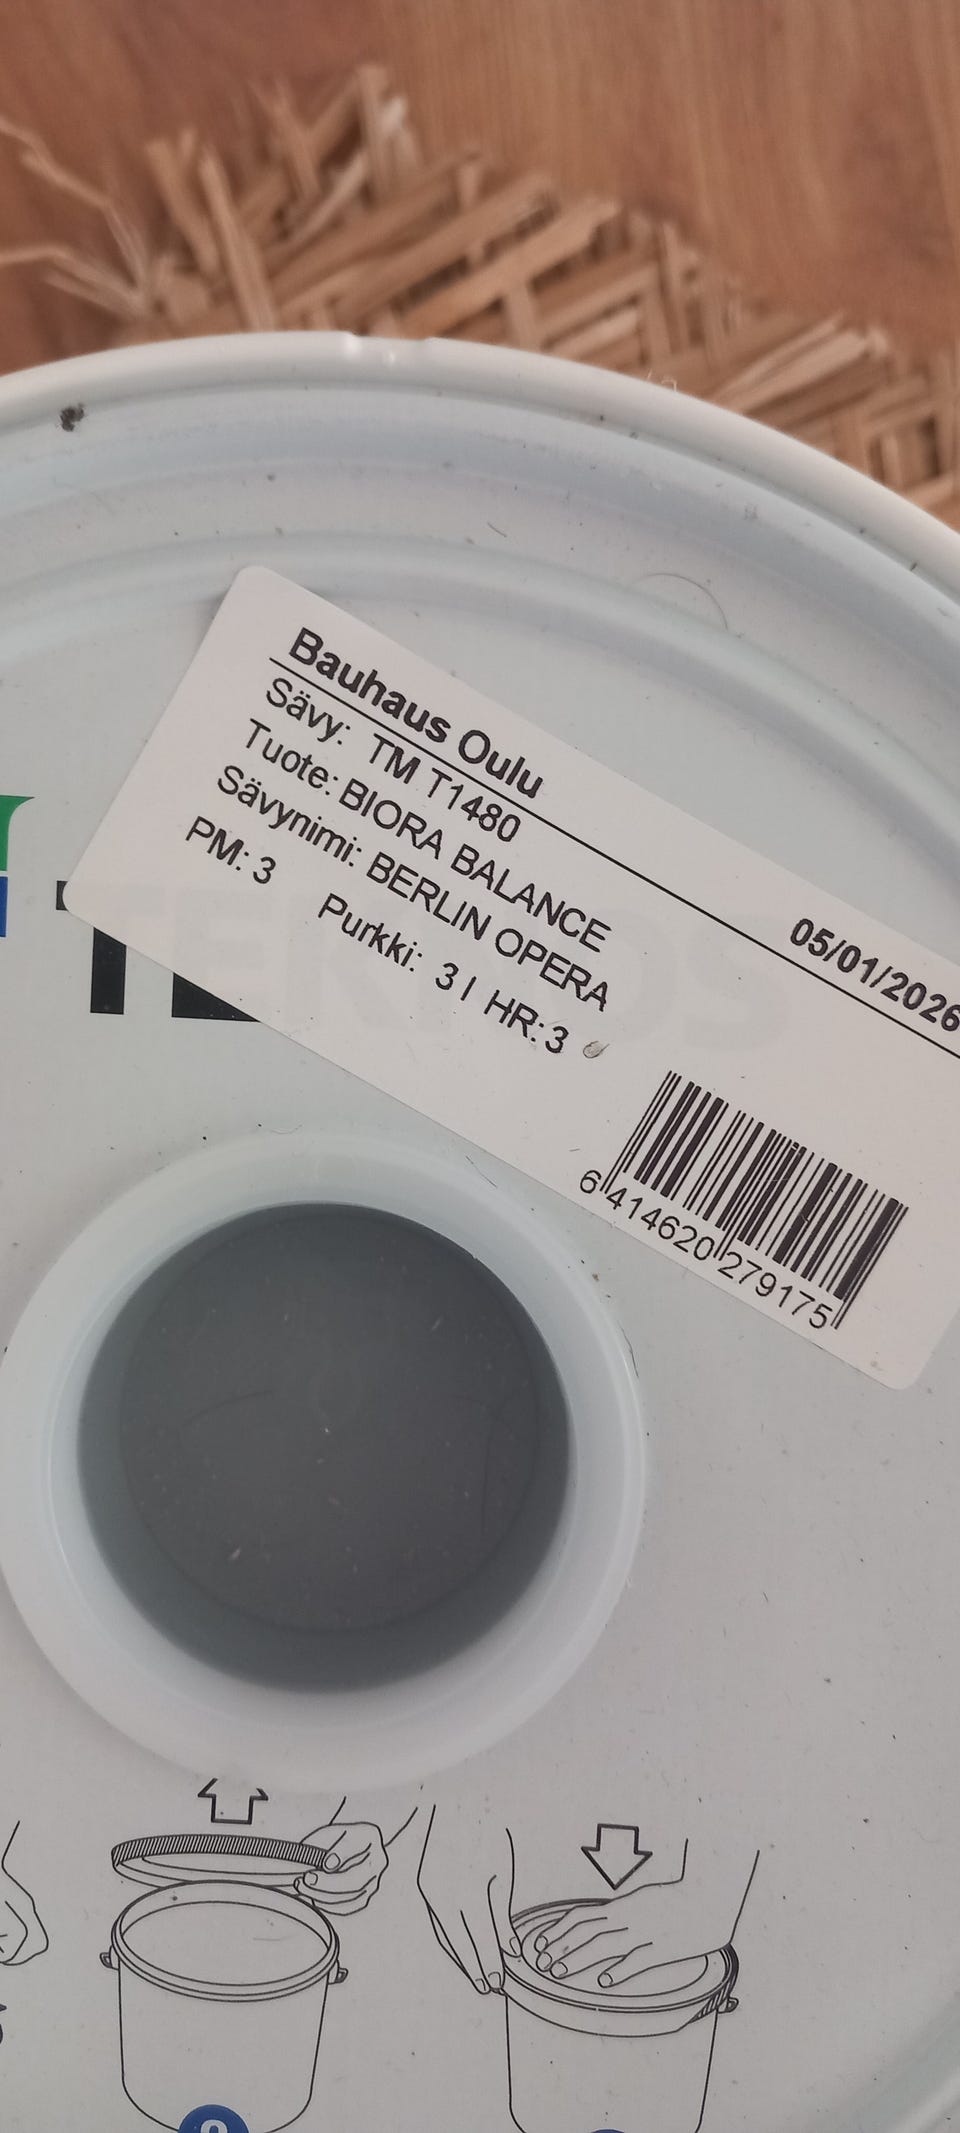 Bauhaus Oulu 05/01/2026
Sävy: TM T1480
Tuote: BIORA BALANCE
Sävynimi: BERLIN OPERA
PM: 3 Purkki: 3 l HR: 3
6 414620 279175